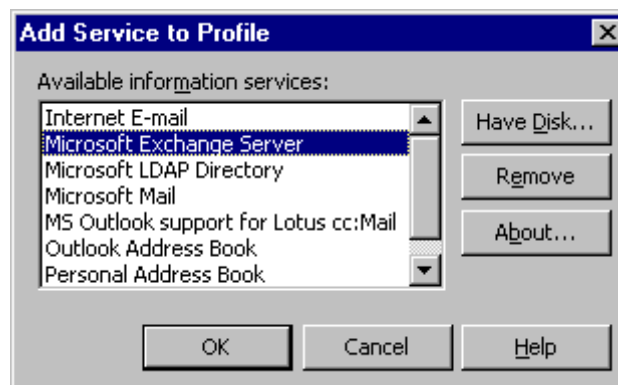 Add Service to Profile
Available information services:
Internet E-mail
Microsoft Exchange Server
Microsoft LDAP Directory
Microsoft Mail
MS Outlook support for Lotus cc:Mail
Outlook Address Book
Personal Address Book
Have Disk...
Remove
About...
OK
Cancel
Help